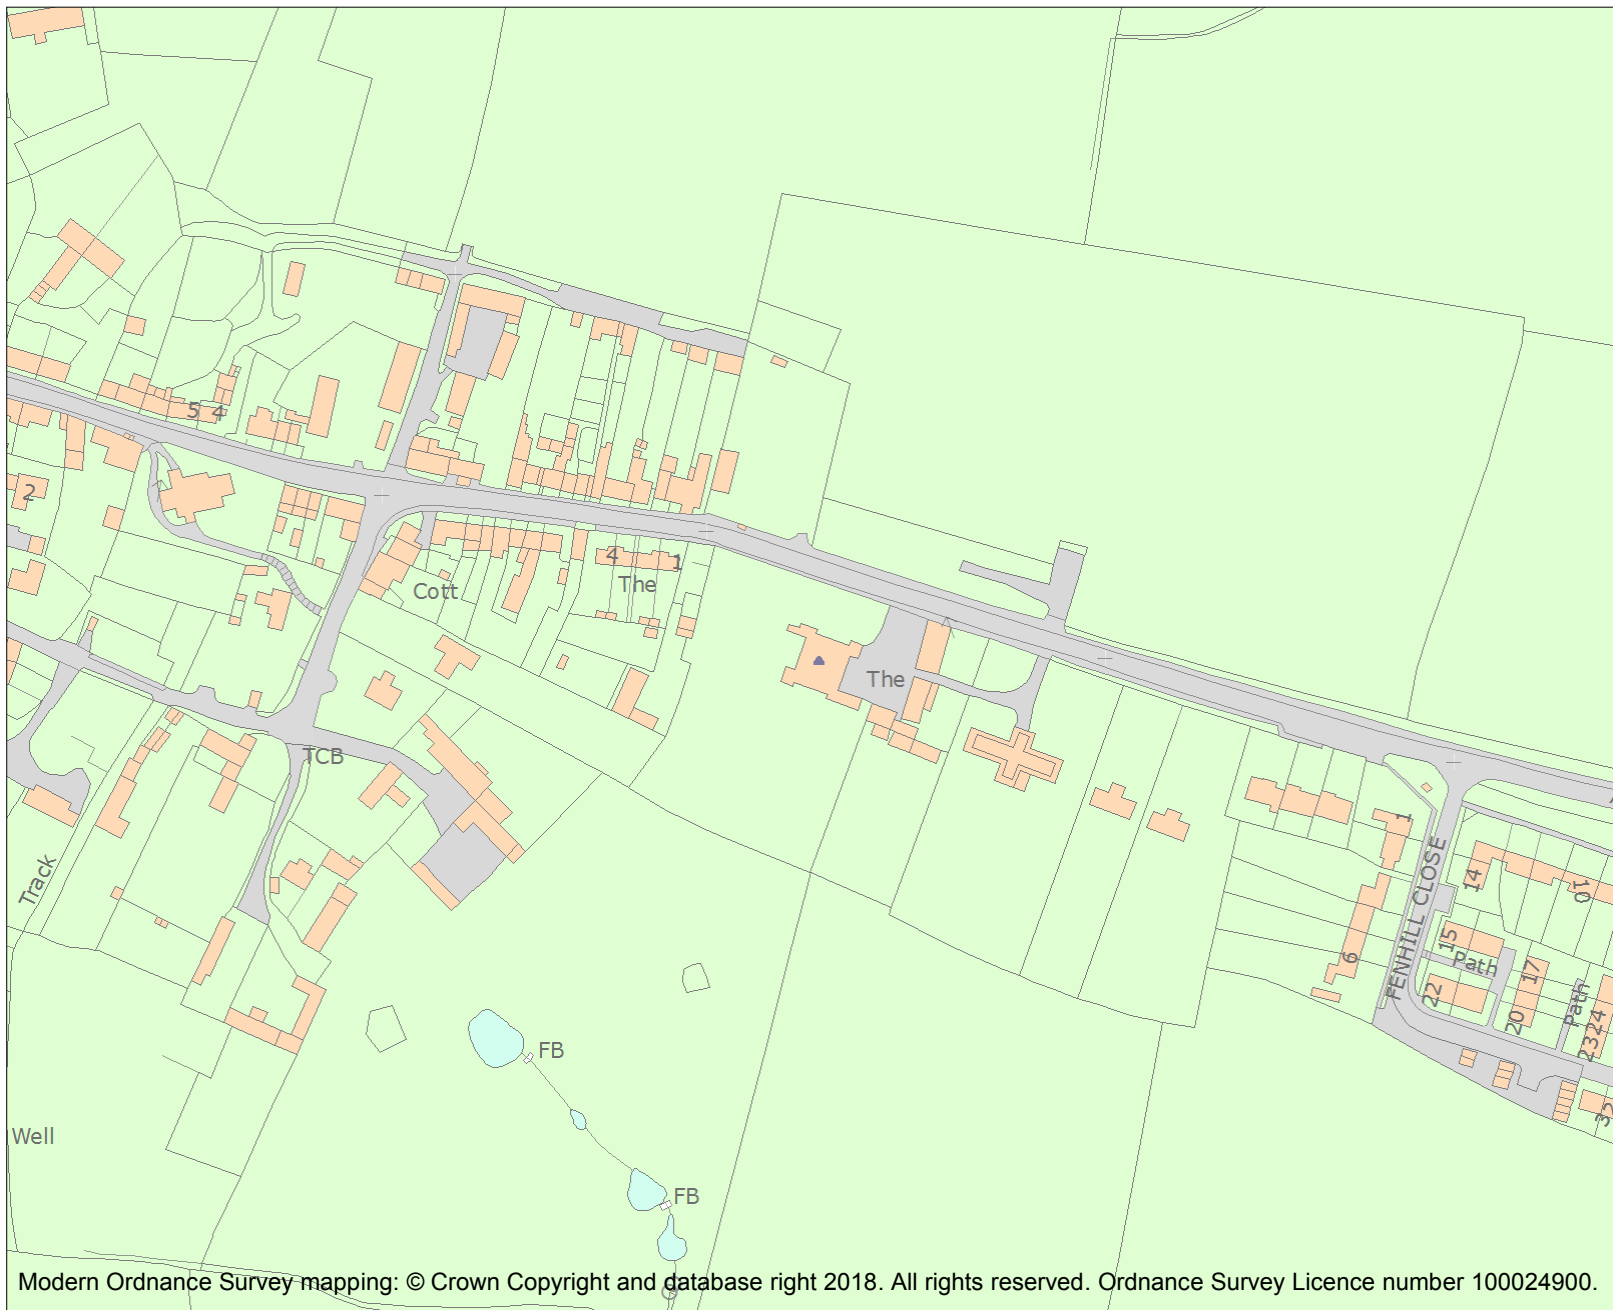 5 4
2
4
1
Cott
The
The
TCB
1
FENHILL CLOSE
14
10
Track
15
Path
6
17
22
Path
20
2324
FB
Well
FB
Modern Ordnance Survey mapping: © Crown Copyright and database right 2018. All rights reserved. Ordnance Survey Licence number 100024900.